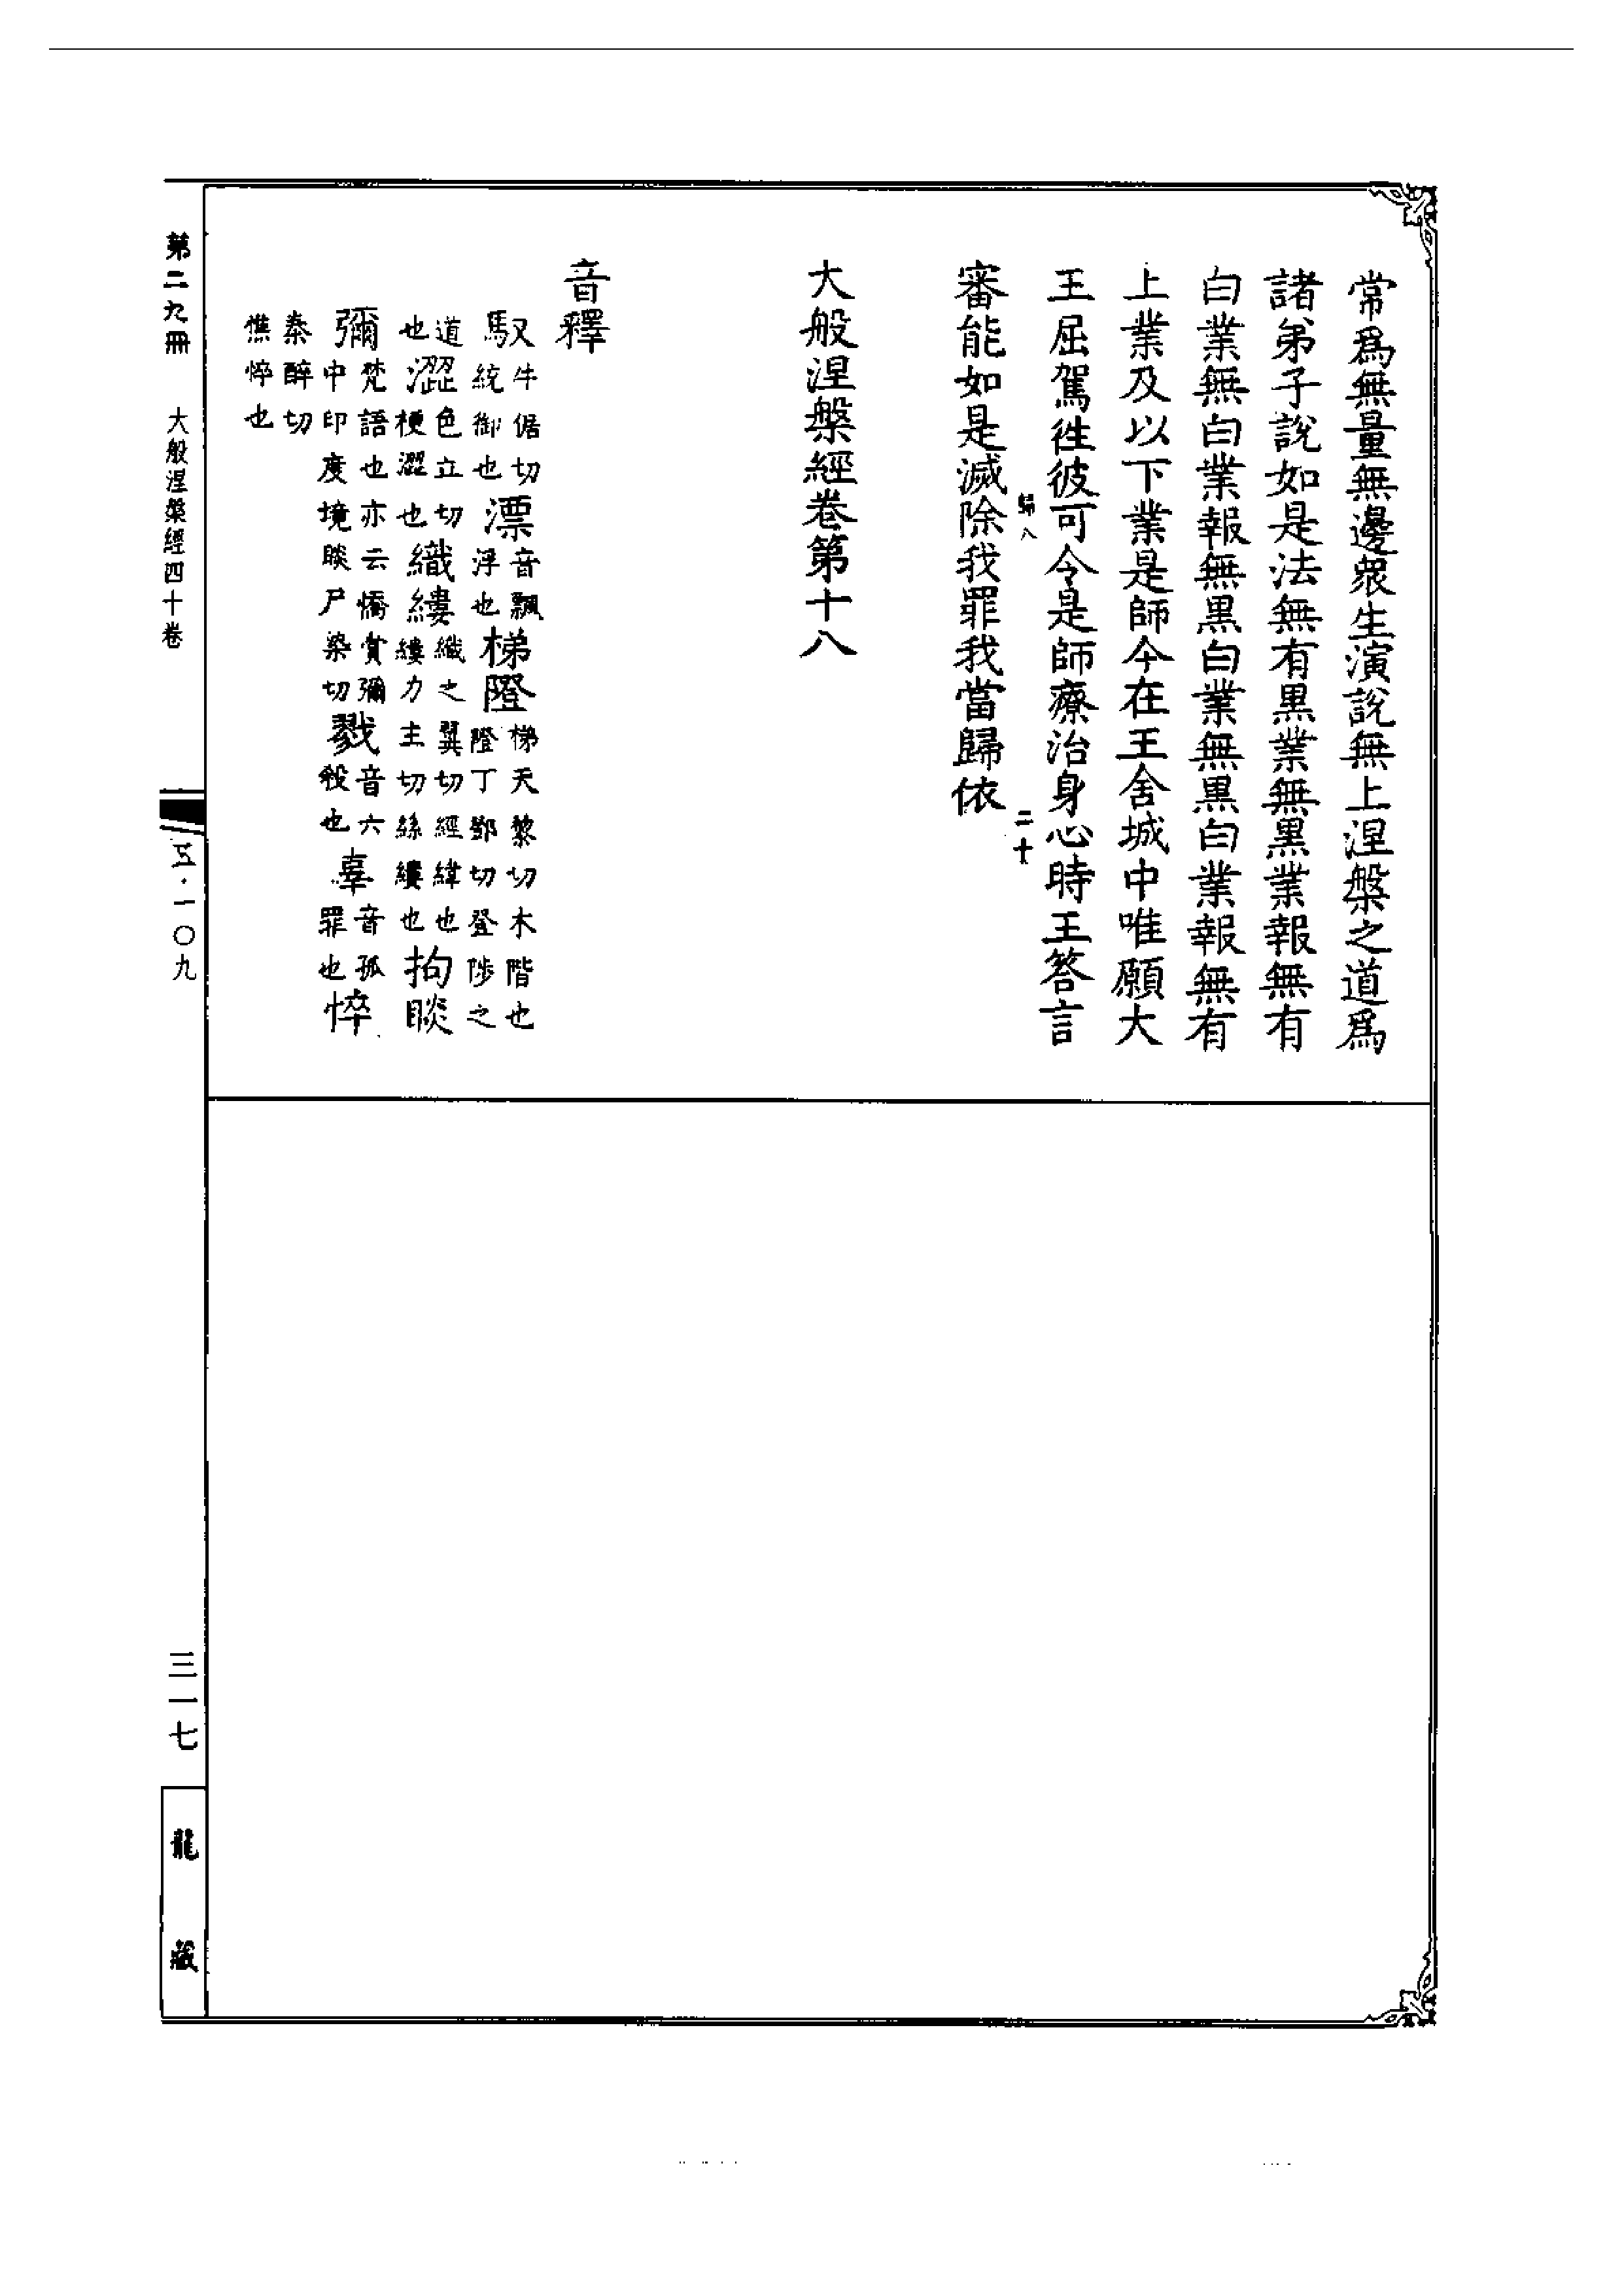 常爲無量無邊衆生演說無上涅槃之道爲
諸弟子說如是法無有黒業無黒業報無有
白業無白業報無黒白業無黒白業報無有
上業及以下業是師今在王舍城中唯願大
王屈駕徃彼可令是師療治身心時王答言
歸八 二十
審能如是滅除我罪我當歸依
大般涅槃經卷第十八
音釋
馭牛倨切統御也漂音飄浮也梯隥梯天黎切木階也隥丁鄧切登陟之
道也澀色立切梗澀也織縷織之翼切經緯也縷力主切絲縷也拘睒
彌梵語也亦云憍賞彌中印度境睒尸染切戮音六殺也辜音孤罪也悴
秦醉切憔悴也
第二九冊 大般涅槃經四十卷 五·一〇九 三一七
龍藏